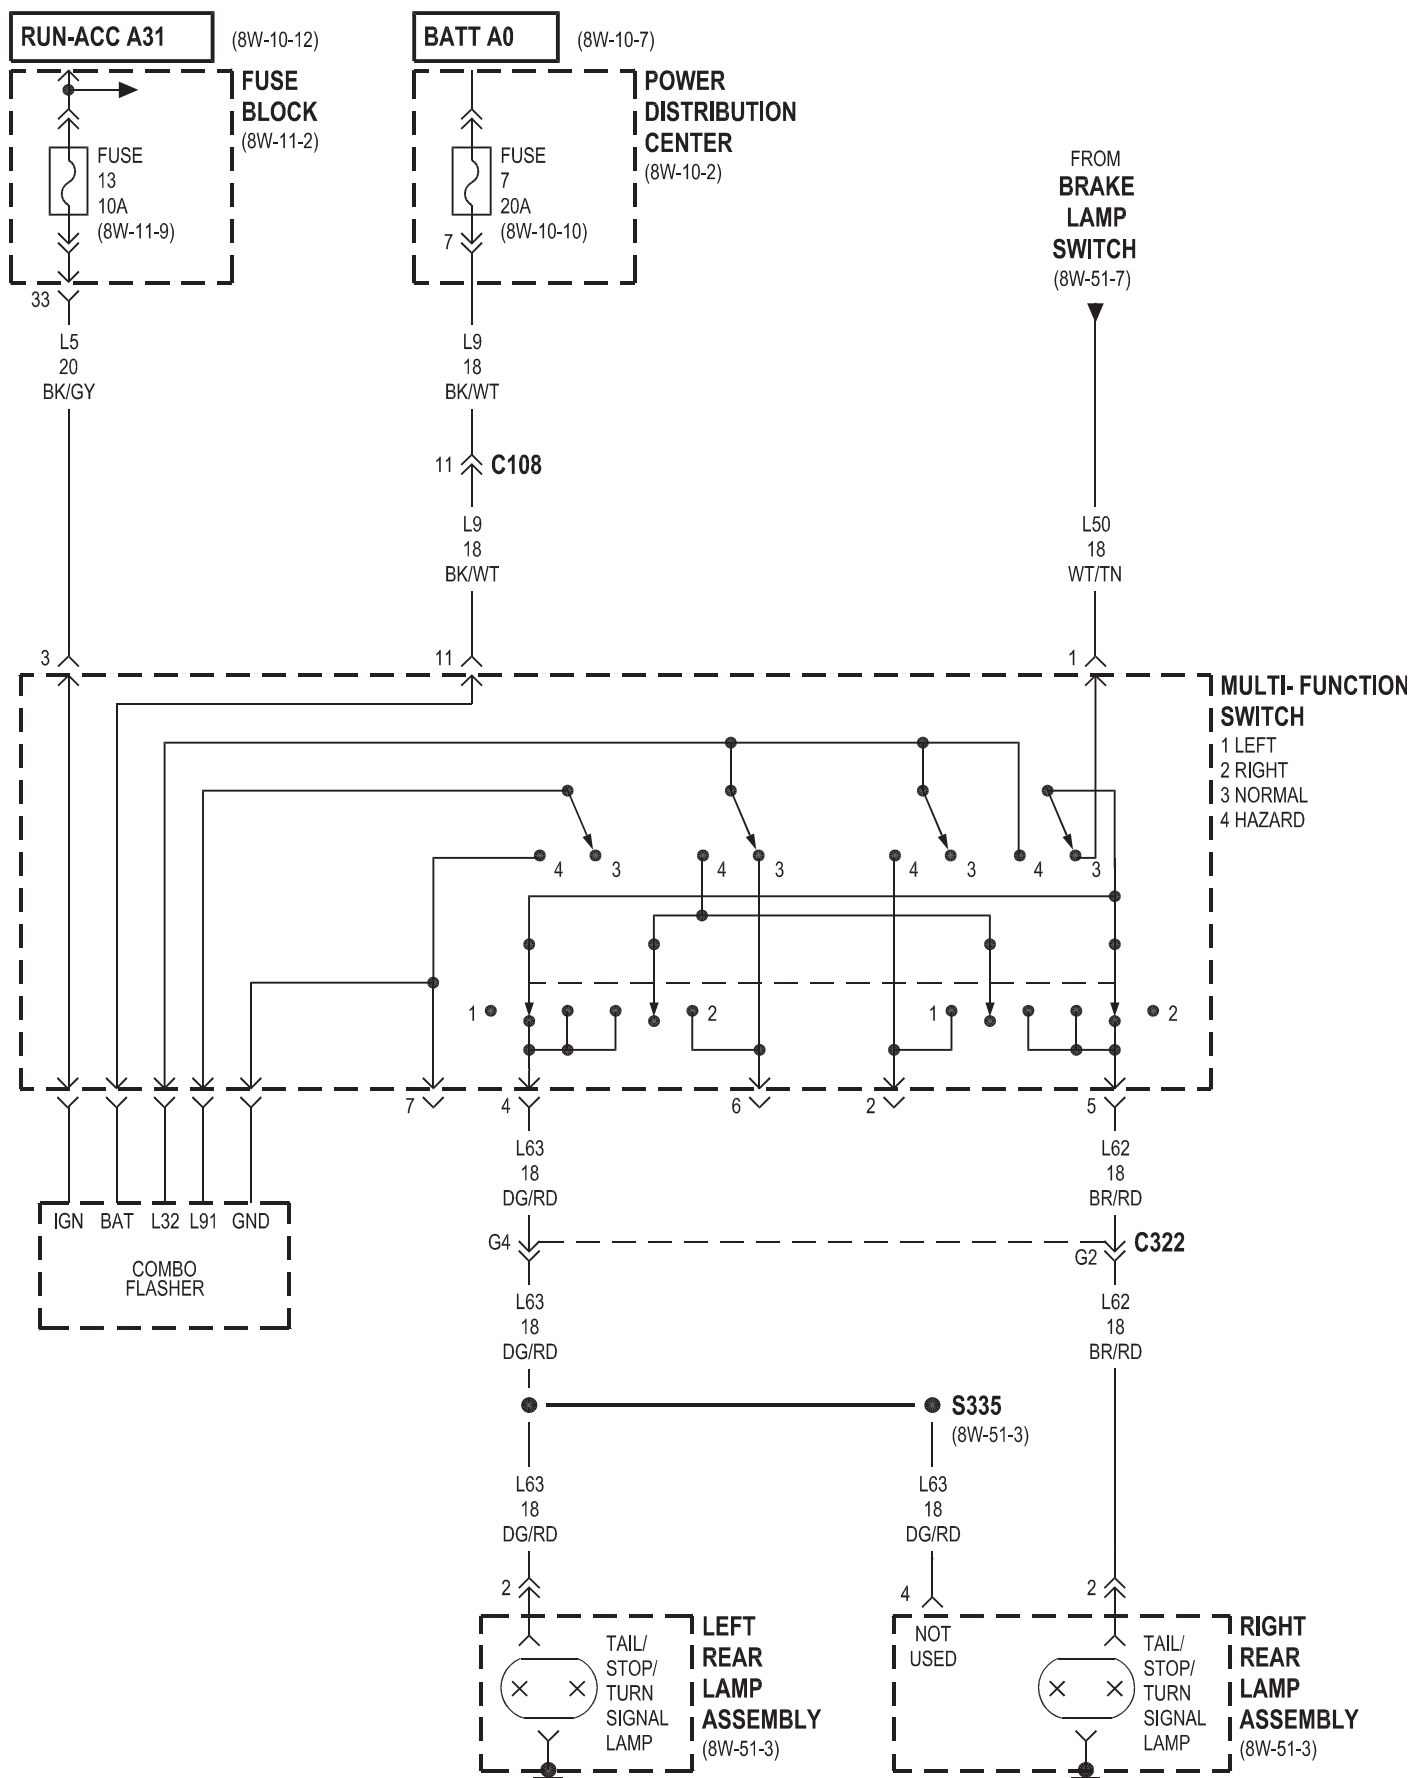 RUN-ACC A31
(8W-10-12)
BATT A0
(8W-10-7)
FUSE
BLOCK
(8W-11-2)
POWER
DISTRIBUTION
CENTER
(8W-10-2)
FUSE
13
10A
(8W-11-9)
FUSE
7
20A
(8W-10-10)
7
FROM
BRAKE
LAMP
SWITCH
(8W-51-7)
33
L5
20
BK/GY
L9
18
BK/WT
11
C108
L9
18
BK/WT
L50
18
WT/TN
3
11
1
MULTI- FUNCTION
SWITCH
1 LEFT
2 RIGHT
3 NORMAL
4 HAZARD
4
3
4
3
4
3
4
3
1
2
1
2
7
4
6
2
5
L63
18
DG/RD
L62
18
BR/RD
IGN
BAT
L32
L91
GND
COMBO
FLASHER
G4
G2
C322
L63
18
DG/RD
L62
18
BR/RD
S335
(8W-51-3)
L63
18
DG/RD
L63
18
DG/RD
2
4
2
LEFT
REAR
LAMP
ASSEMBLY
(8W-51-3)
TAIL/
STOP/
TURN
SIGNAL
LAMP
NOT
USED
TAIL/
STOP/
TURN
SIGNAL
LAMP
RIGHT
REAR
LAMP
ASSEMBLY
(8W-51-3)